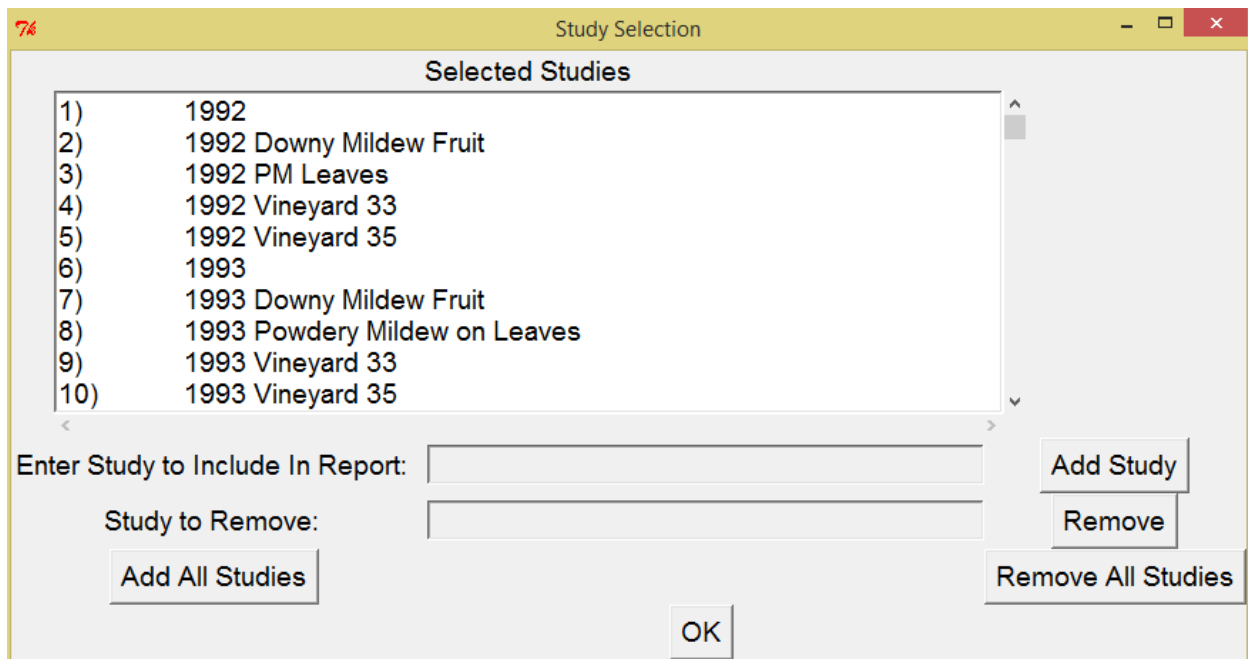 Study Selection
Selected Studies
1) 1992
2) 1992 Downy Mildew Fruit
3) 1992 PM Leaves
4) 1992 Vineyard 33
5) 1992 Vineyard 35
6) 1993
7) 1993 Downy Mildew Fruit
8) 1993 Powdery Mildew on Leaves
9) 1993 Vineyard 33
10) 1993 Vineyard 35
Enter Study to Include In Report: Add Study
Study to Remove: Remove
Add All Studies Remove All Studies
OK